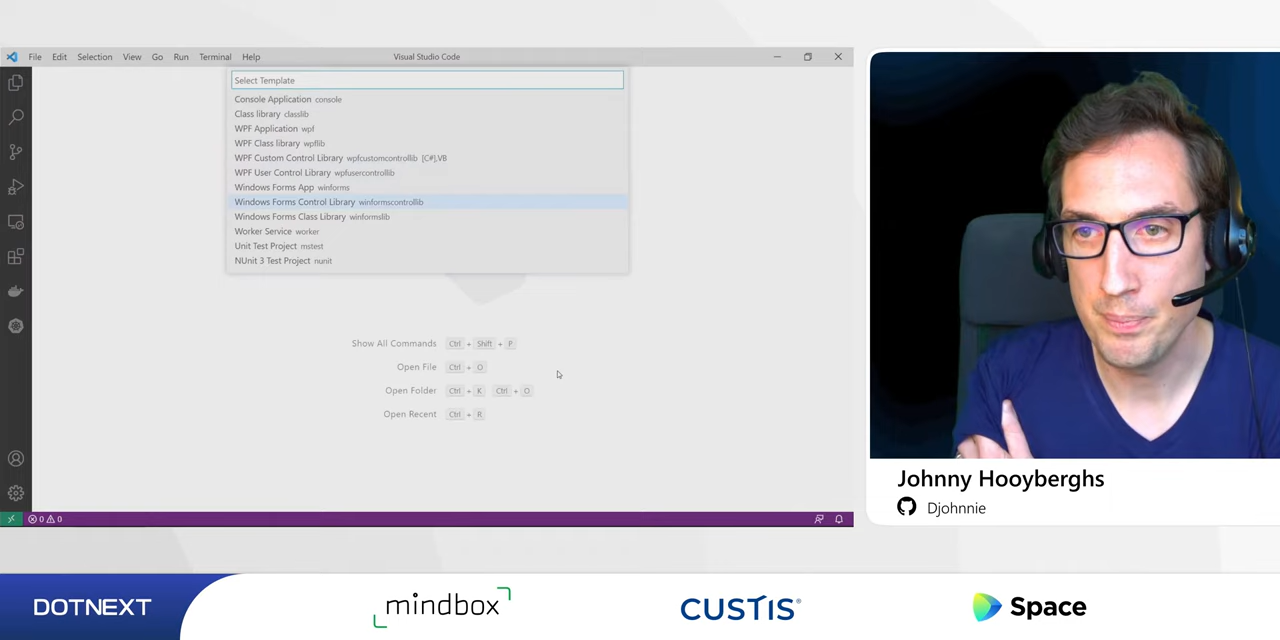 File Edit Selection View Go Run Terminal Help
Visual Studio Code
Select Template
Console Application console
Class library classlib
WPF Application wpf
WPF Class library wpflib
WPF Custom Control Library wpfcustomcontrollib [C#],VB
WPF User Control Library wpfusercontrollib
Windows Forms App winforms
Windows Forms Control Library winformscontrollib
Windows Forms Class Library winformslib
Worker Service worker
Unit Test Project mstest
NUnit 3 Test Project nunit
Show All Commands Ctrl + Shift + P
Open File Ctrl + O
Open Folder Ctrl + K Ctrl + O
Open Recent Ctrl + R
0 0
Johnny Hooyberghs
Djohnnie
DOTNEXT
mindbox
CUSTIS®
Space